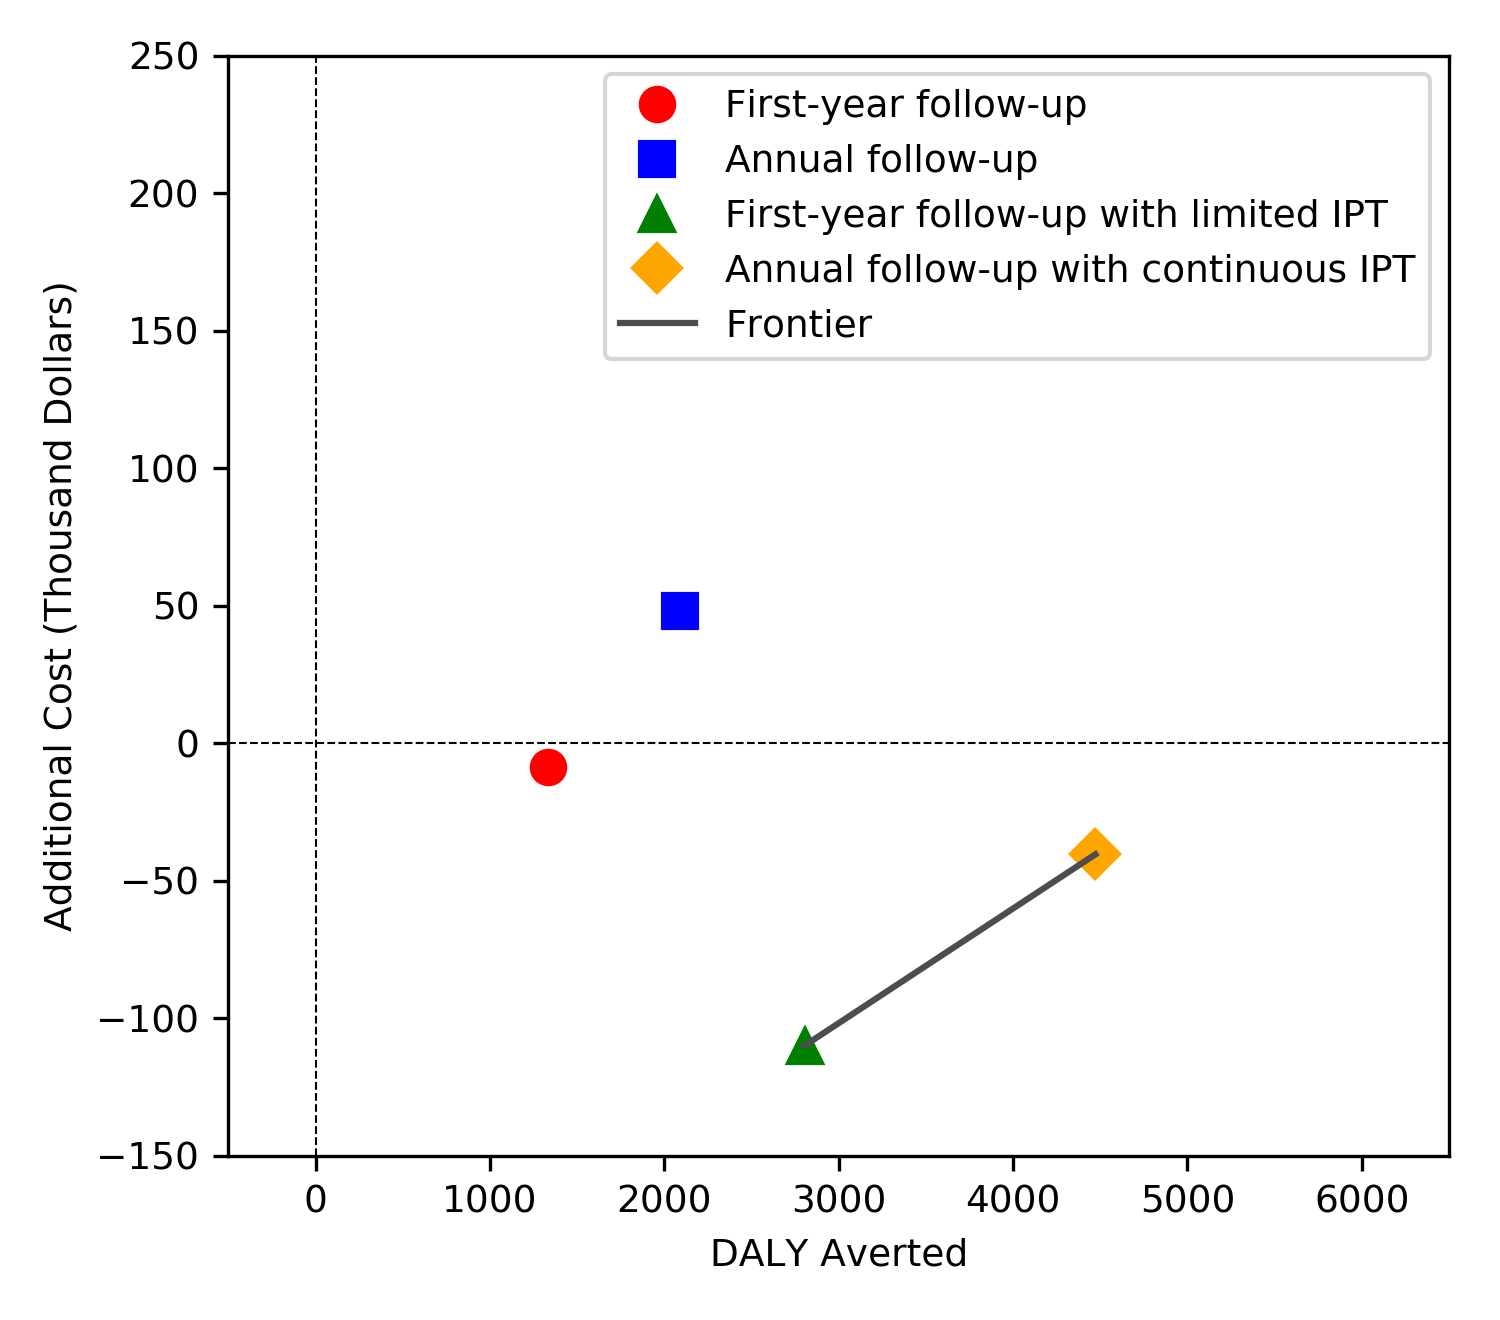 250
200
150
100
50
0
−50
−100
−150
Additional Cost (Thousand Dollars)
First-year follow-up
Annual follow-up
First-year follow-up with limited IPT
Annual follow-up with continuous IPT
Frontier
0 1000 2000 3000 4000 5000 6000
DALY Averted